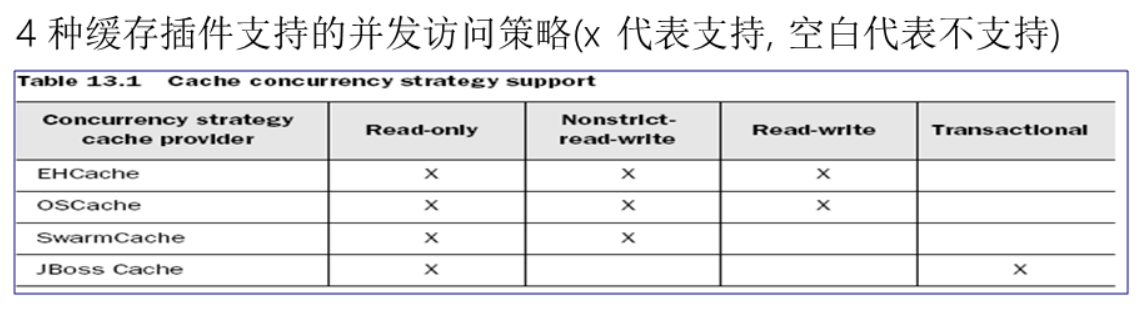 4 种缓存插件支持的并发访问策略(x 代表支持, 空白代表不支持)
Table 13.1 Cache concurrency strategy support
Concurrency strategy cache provider Read-only Nonstrict-read-write Read-write Transactional
EHCache X X X
OSCache X X X
SwarmCache X X
JBoss Cache X X